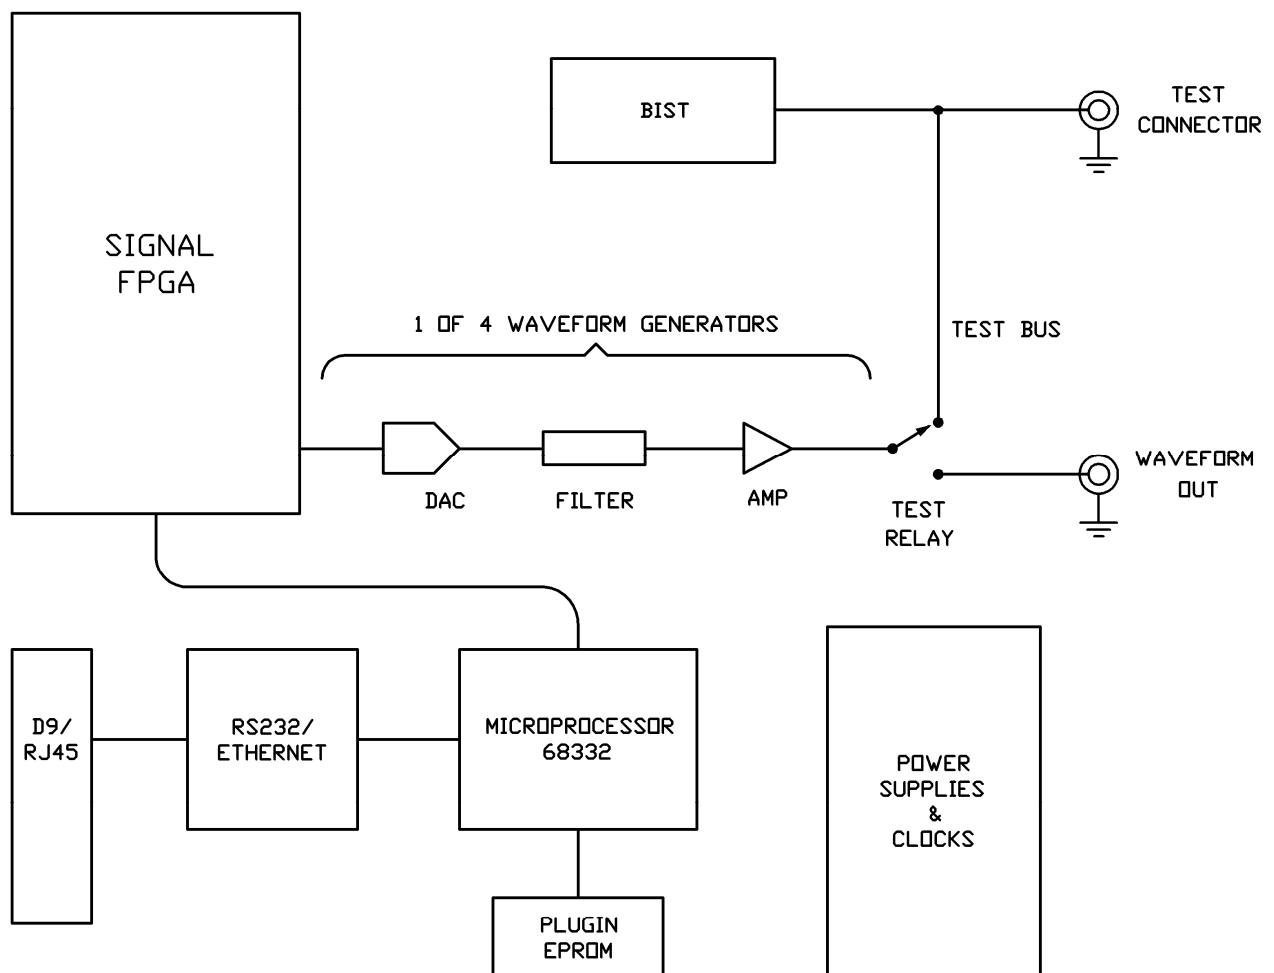 BIST
TEST
CONNECTOR
SIGNAL
FPGA
1 OF 4 WAVEFORM GENERATORS
TEST BUS
DAC
FILTER
AMP
TEST
RELAY
WAVEFORM
OUT
D9/
RJ45
RS232/
ETHERNET
MICROPROCESSOR
68332
POWER
SUPPLIES
&
CLOCKS
PLUGIN
EPROM